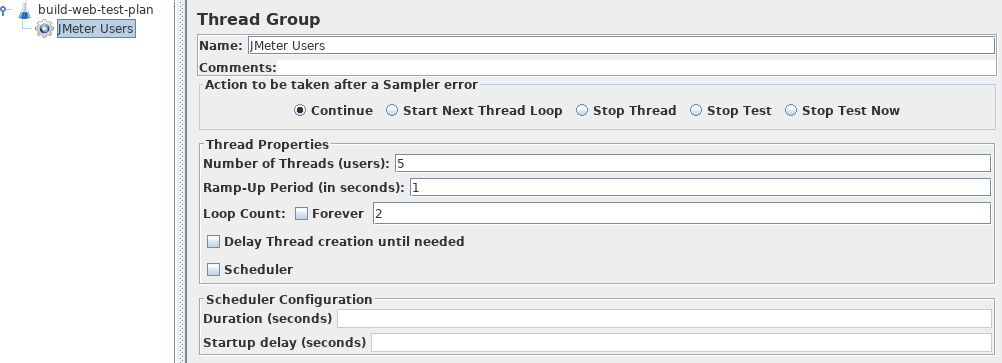 build-web-test-plan
JMeter Users
Thread Group
Name: JMeter Users
Comments:
Action to be taken after a Sampler error
Continue Start Next Thread Loop Stop Thread Stop Test Stop Test Now
Thread Properties
Number of Threads (users): 5
Ramp-Up Period (in seconds): 1
Loop Count: Forever 2
Delay Thread creation until needed
Scheduler
Scheduler Configuration
Duration (seconds)
Startup delay (seconds)